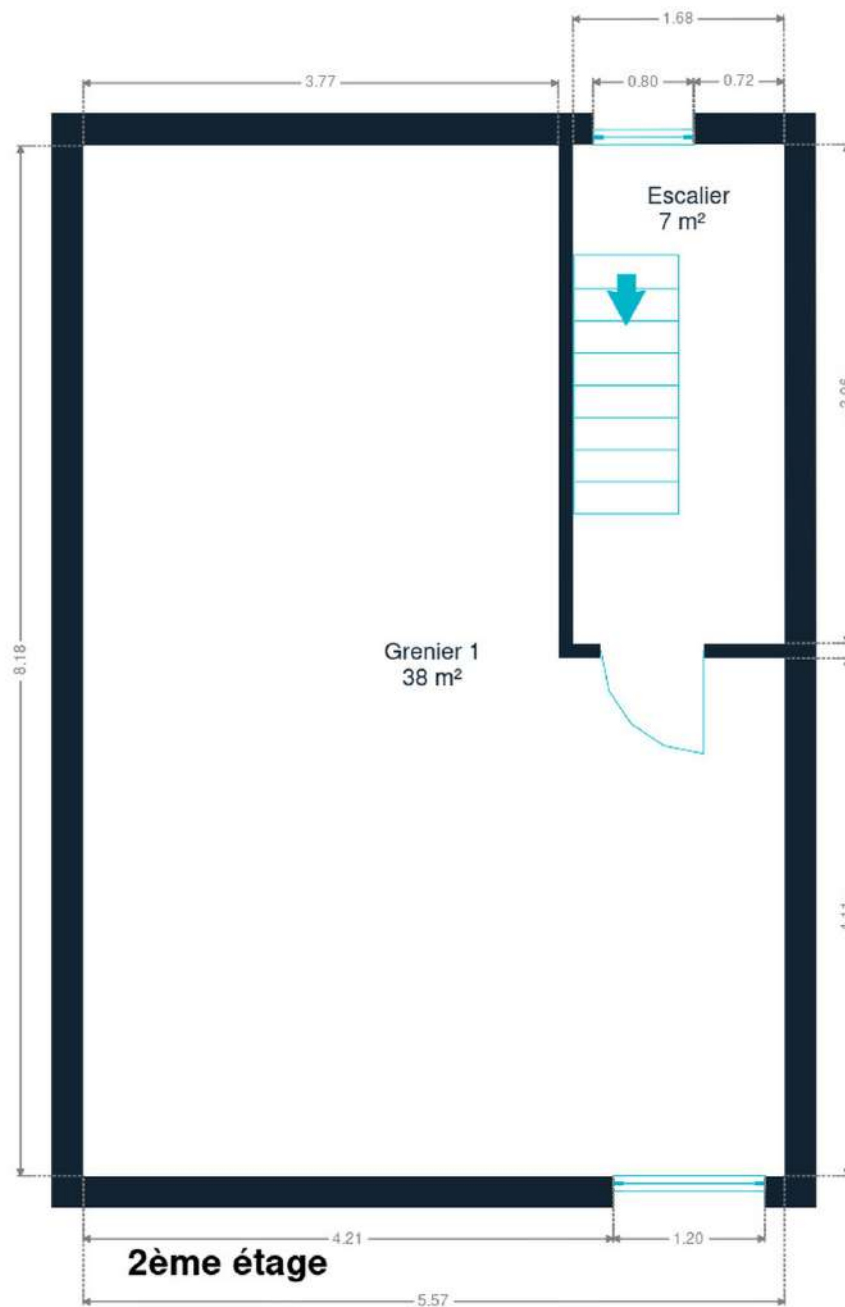 1.68
3.77
0.80
0.72
Escalier
7 m²
8.18
Grenier 1
38 m²
4.21
1.20
2ème étage
5.57